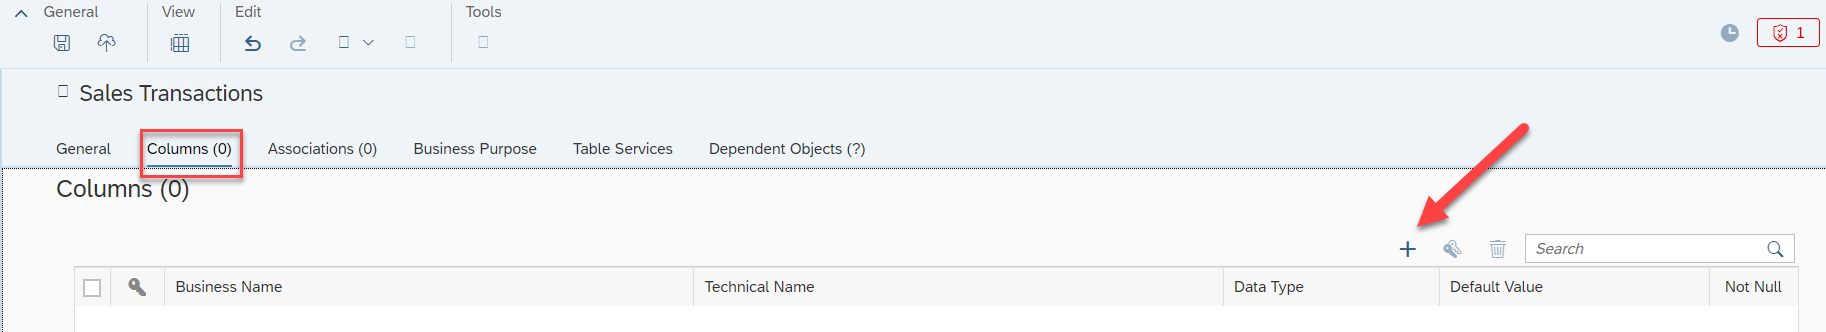 General View Edit Tools
1
Sales Transactions
General Columns (0) Associations (0) Business Purpose Table Services Dependent Objects (?)
Columns (0)
Search
Business Name Technical Name Data Type Default Value Not Null